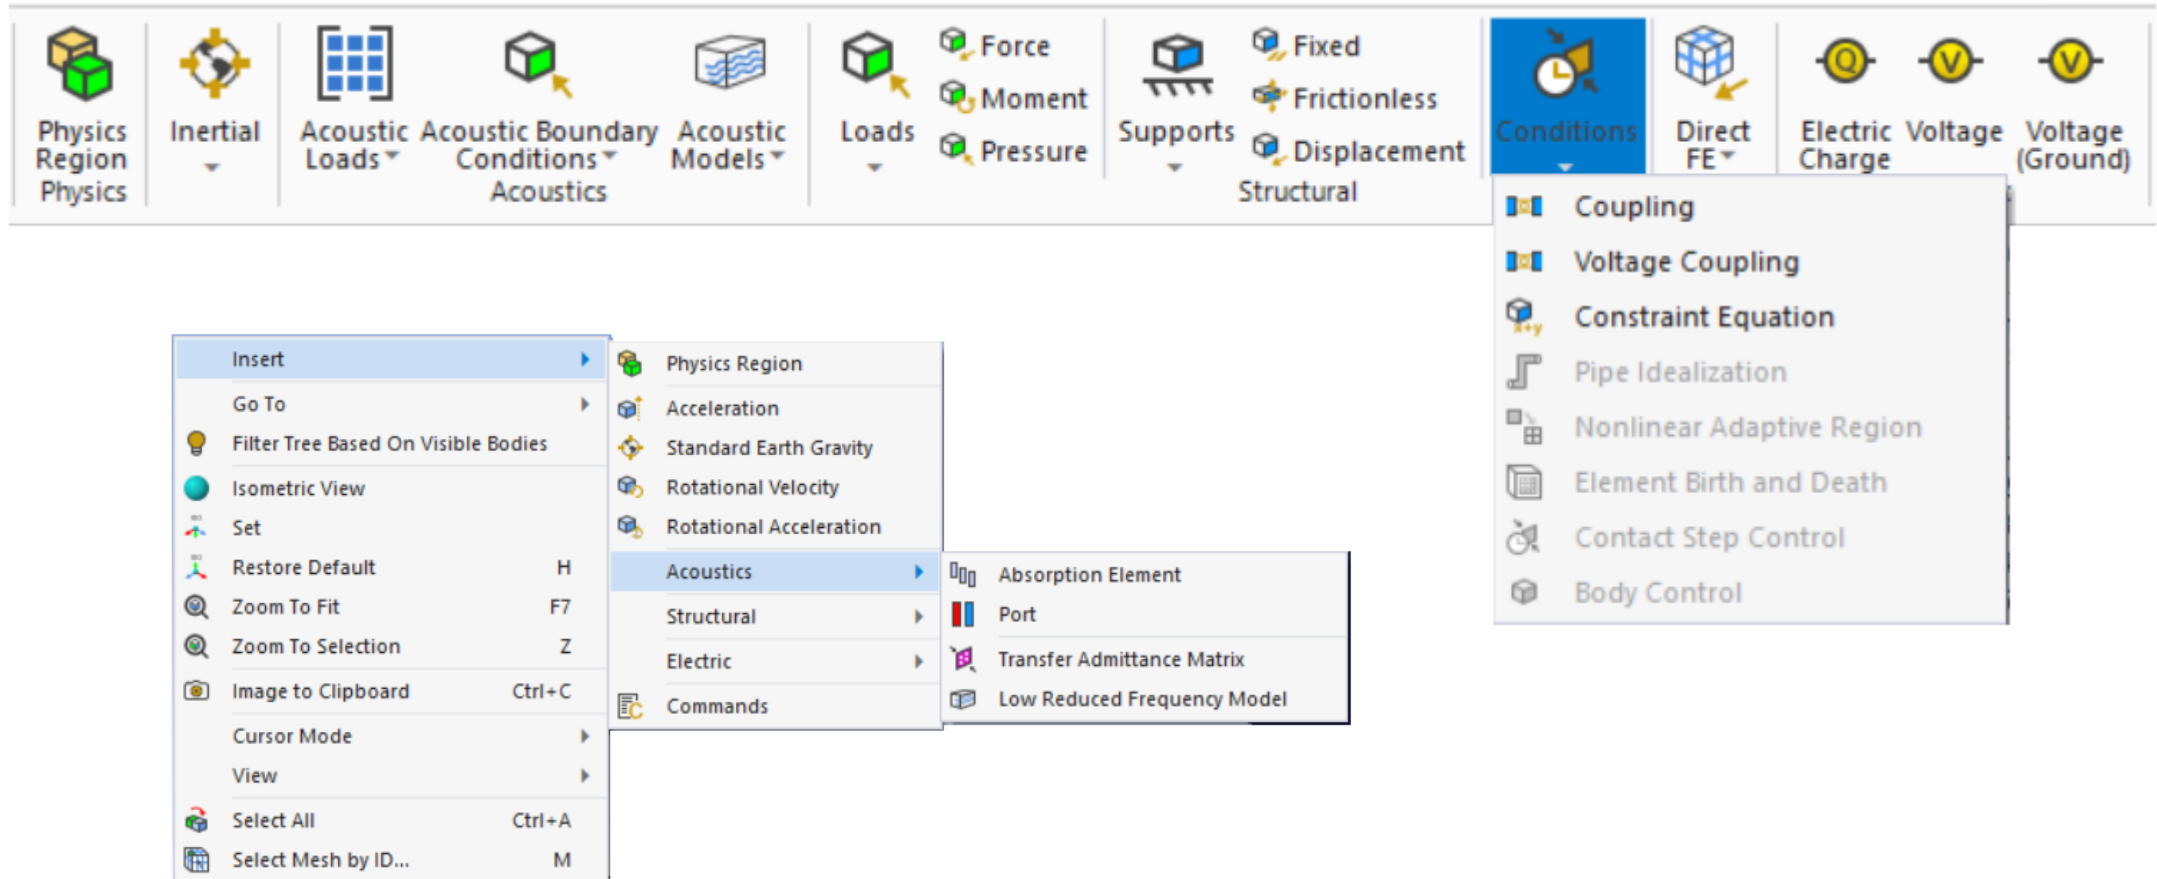 Physics
Region
Physics
Inertial
Acoustic
Loads
Acoustic Boundary
Conditions
Acoustic
Models
Acoustics
Loads
Force
Moment
Pressure
Supports
Fixed
Frictionless
Displacement
Structural
Conditions
Direct
FE
Electric
Charge
Voltage
Voltage
(Ground)
Coupling
Voltage Coupling
Constraint Equation
Pipe Idealization
Nonlinear Adaptive Region
Element Birth and Death
Contact Step Control
Body Control
Insert
Go To
Filter Tree Based On Visible Bodies
Isometric View
Set
Restore Default H
Zoom To Fit F7
Zoom To Selection Z
Image to Clipboard Ctrl+C
Cursor Mode
View
Select All Ctrl+A
Select Mesh by ID... M
Physics Region
Acceleration
Standard Earth Gravity
Rotational Velocity
Rotational Acceleration
Acoustics
Structural
Electric
Commands
Absorption Element
Port
Transfer Admittance Matrix
Low Reduced Frequency Model